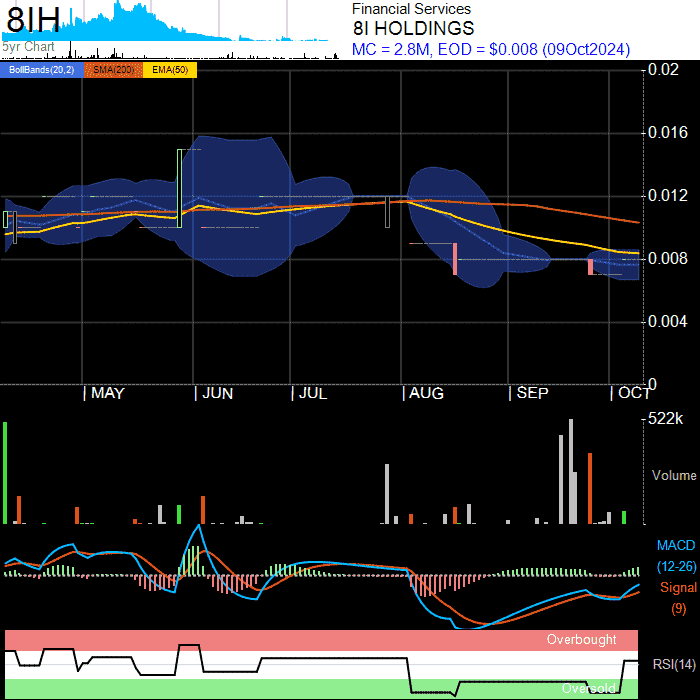 8IH
Financial Services
8I HOLDINGS
5yr Chart
MC = 2.8M, EOD = $0.008 (09Oct2024)
BollBands(20,2) SMA(200) EMA(50)
0.02
0.016
0.012
0.008
0.004
0
MAY JUN JUL AUG SEP OCT
522k
Volume
MACD
(12-26)
Signal
(9)
Overbought
RSI(14)
Oversold